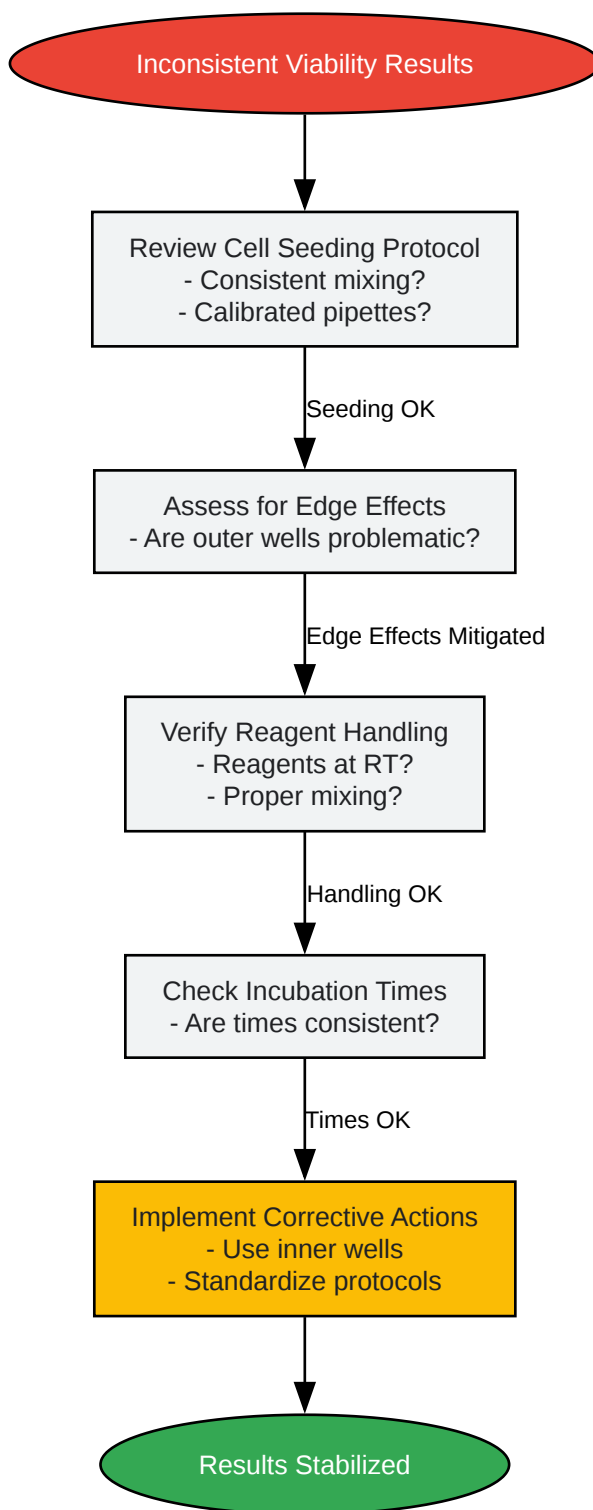 Inconsistent Viability Results
Review Cell Seeding Protocol
- Consistent mixing?
- Calibrated pipettes?
Seeding OK
Assess for Edge Effects
- Are outer wells problematic?
Edge Effects Mitigated
Verify Reagent Handling
- Reagents at RT?
- Proper mixing?
Handling OK
Check Incubation Times
- Are times consistent?
Times OK
Implement Corrective Actions
- Use inner wells
- Standardize protocols
Results Stabilized